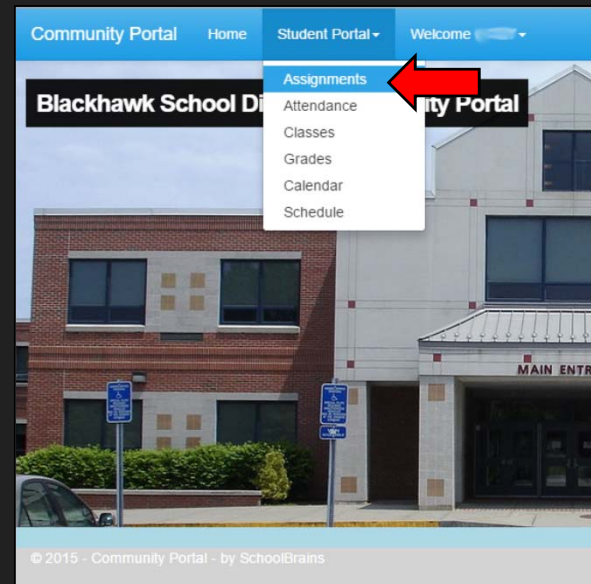 Community Portal Home Student Portal Welcome
Assignments
Attendance
Classes
Grades
Calendar
Schedule
Blackhawk School Di ity Portal
MAIN ENTR
© 2015 - Community Portal - by SchoolBrains